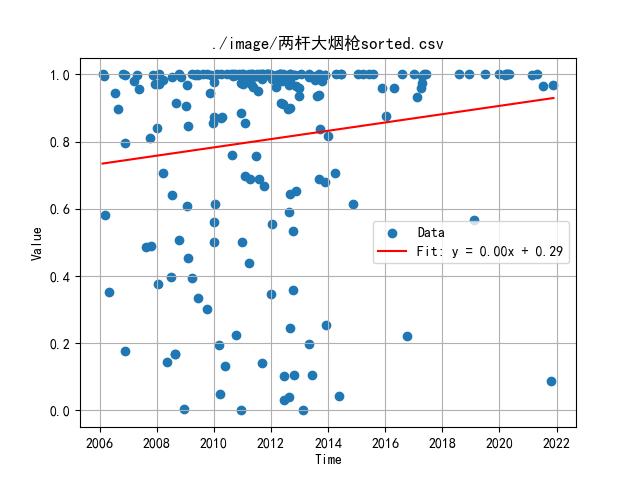 ./image/两杆大烟枪sorted.csv
1.0
0.8
0.6
0.4
0.2
0.0
Value
Data
Fit: y = 0.00x + 0.29
2006 2008 2010 2012 2014 2016 2018 2020 2022
Time